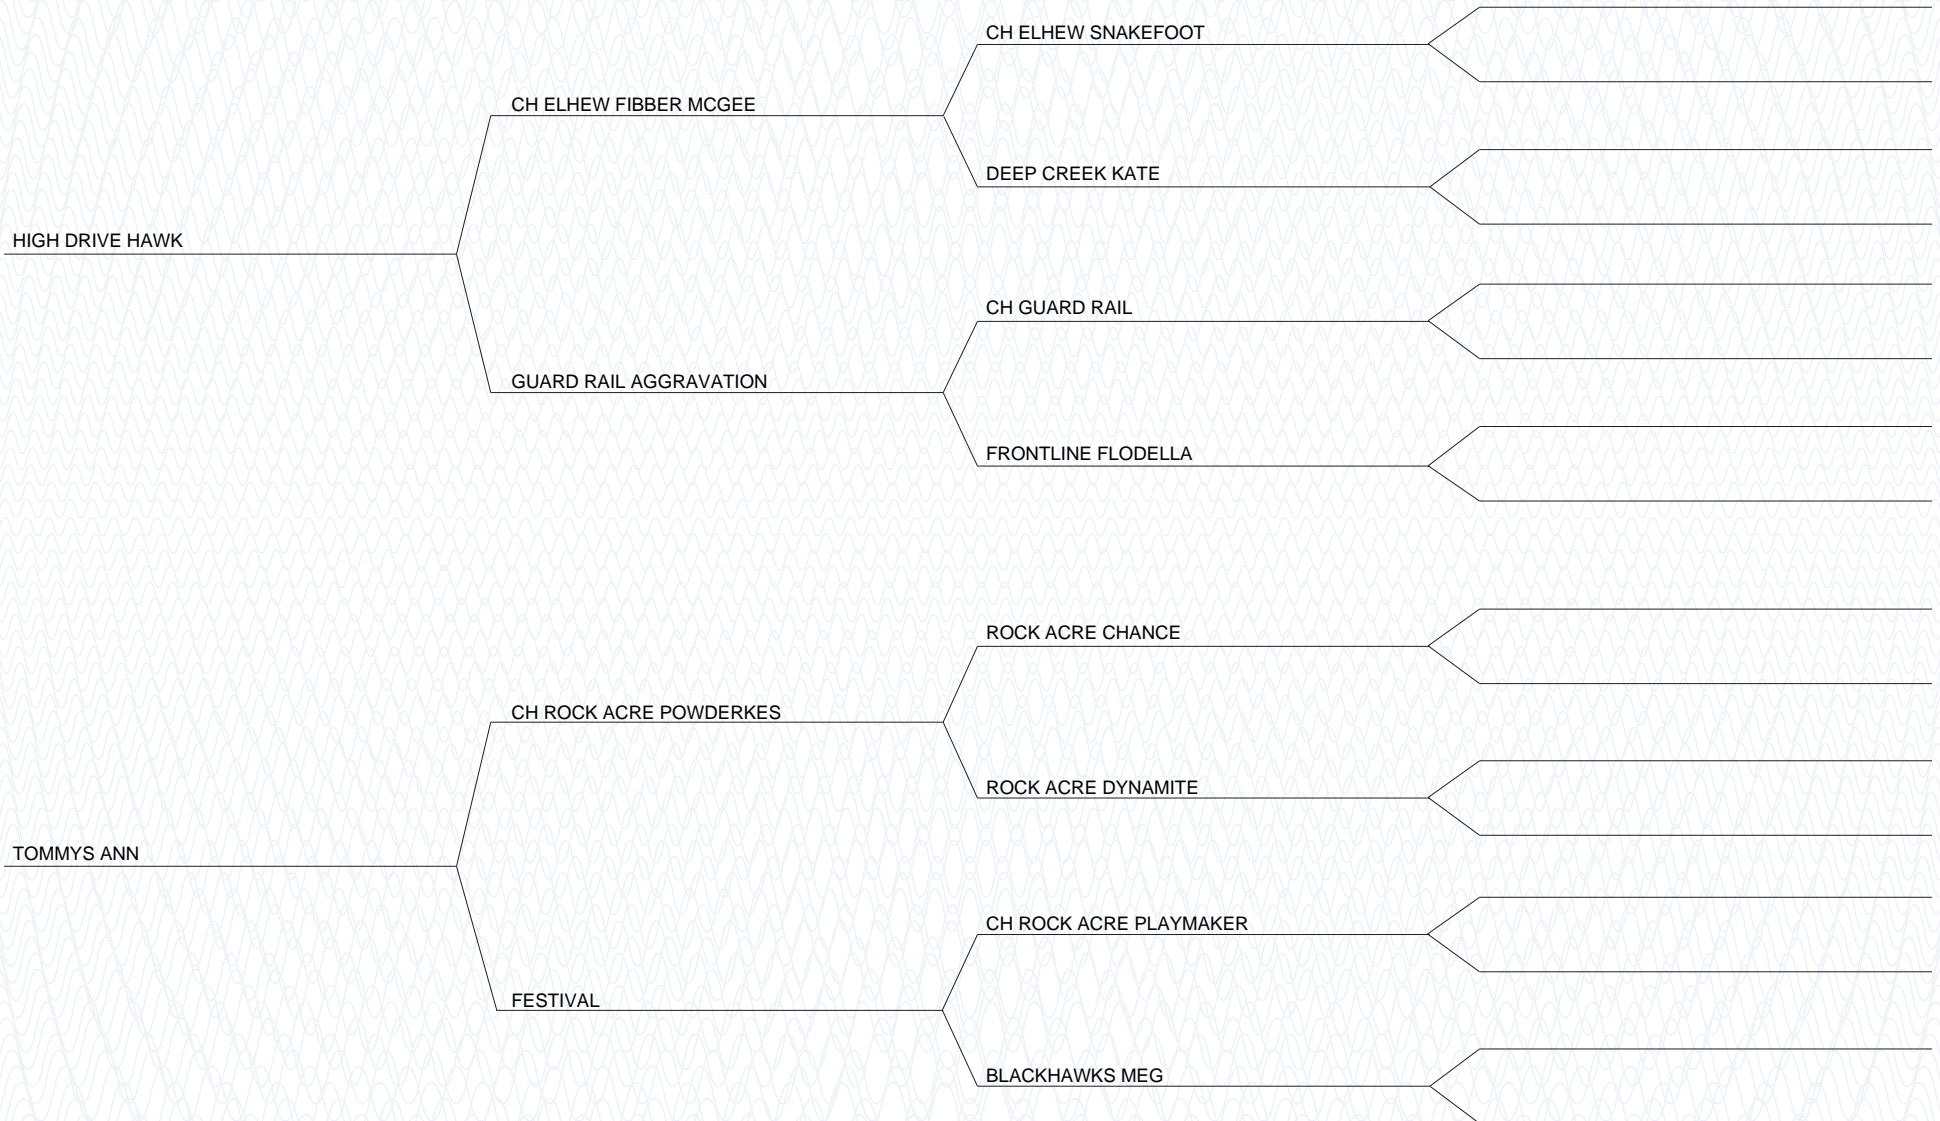 CH ELHEW SNAKEFOOT
CH ELHEW FIBBER MCGEE
DEEP CREEK KATE
HIGH DRIVE HAWK
CH GUARD RAIL
GUARD RAIL AGGRAVATION
FRONTLINE FLODELLA
ROCK ACRE CHANCE
CH ROCK ACRE POWDERKES
ROCK ACRE DYNAMITE
TOMMYS ANN
CH ROCK ACRE PLAYMAKER
FESTIVAL
BLACKHAWKS MEG